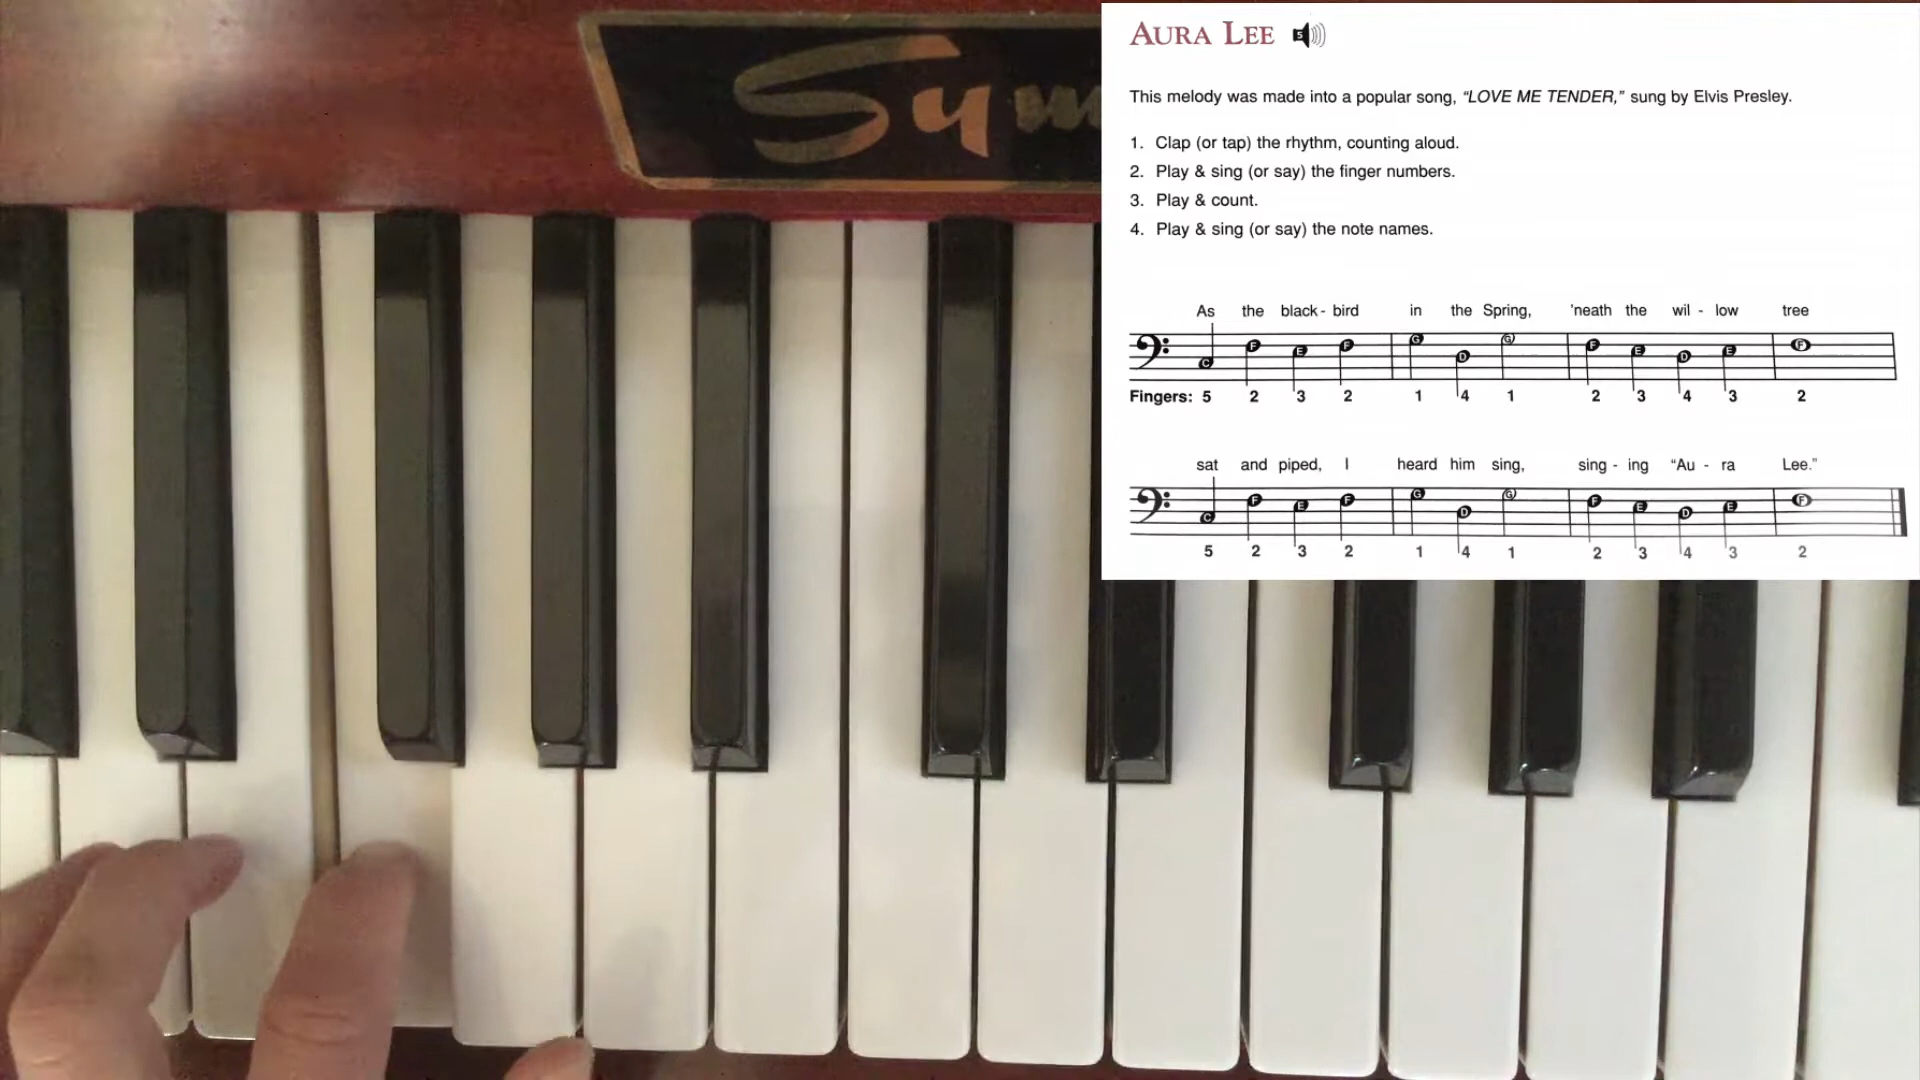 Sym
AURA LEE
This melody was made into a popular song, “LOVE ME TENDER,” sung by Elvis Presley.
1. Clap (or tap) the rhythm, counting aloud.
2. Play & sing (or say) the finger numbers.
3. Play & count.
4. Play & sing (or say) the note names.
As the black - bird in the Spring, ’neath the wil - low tree
C F E F G D G F E D E F
Fingers: 5 2 3 2 1 4 1 2 3 4 3 2
sat and piped, I heard him sing, sing - ing “Au - ra Lee.”
C F E F G D G F E D E F
5 2 3 2 1 4 1 2 3 4 3 2